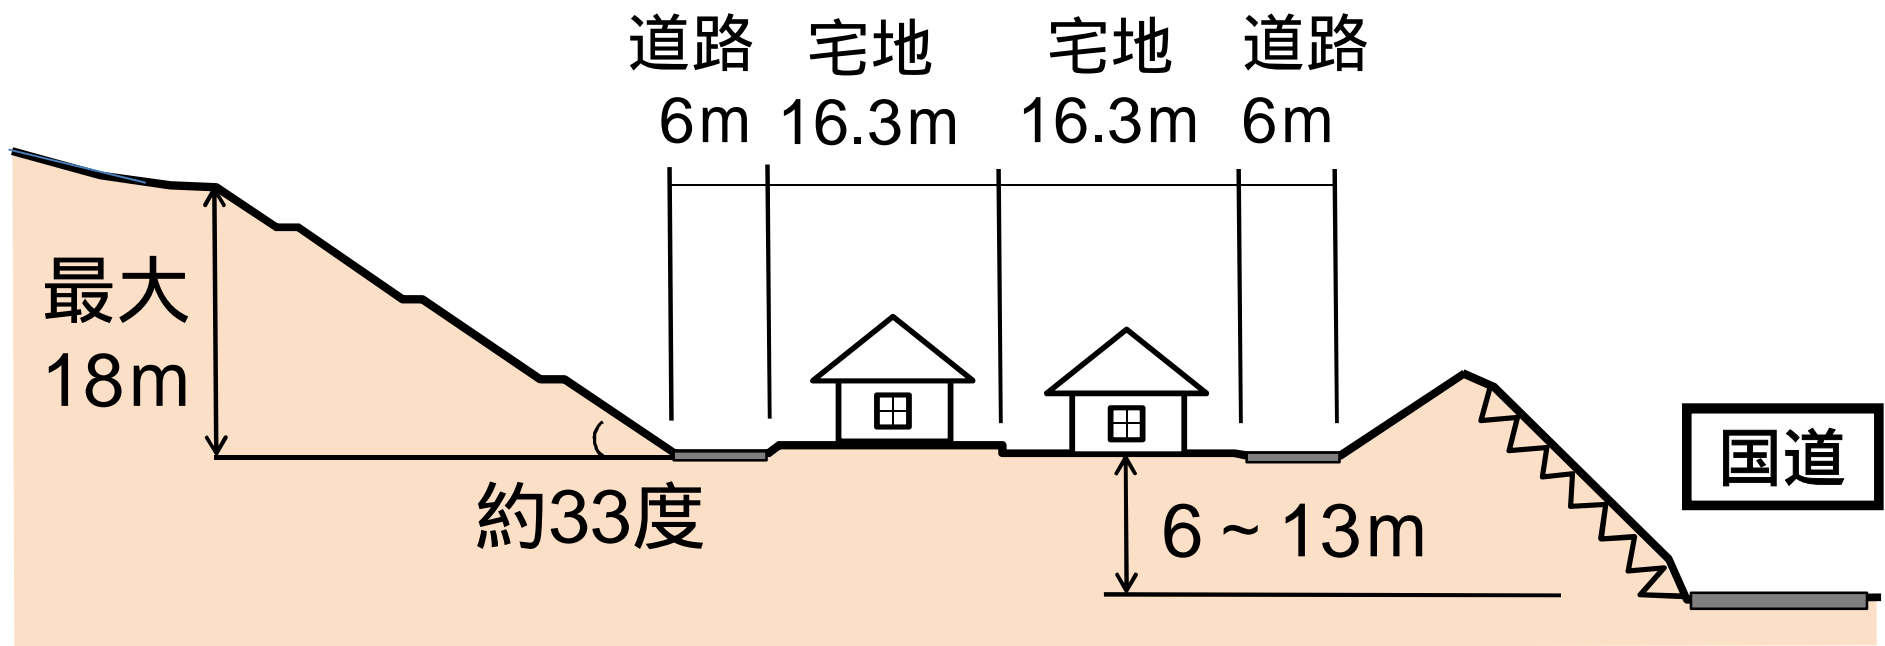 道路 宅地 宅地 道路
6m 16.3m 16.3m 6m
最大
18m
約33度
6 ~ 13m
国道